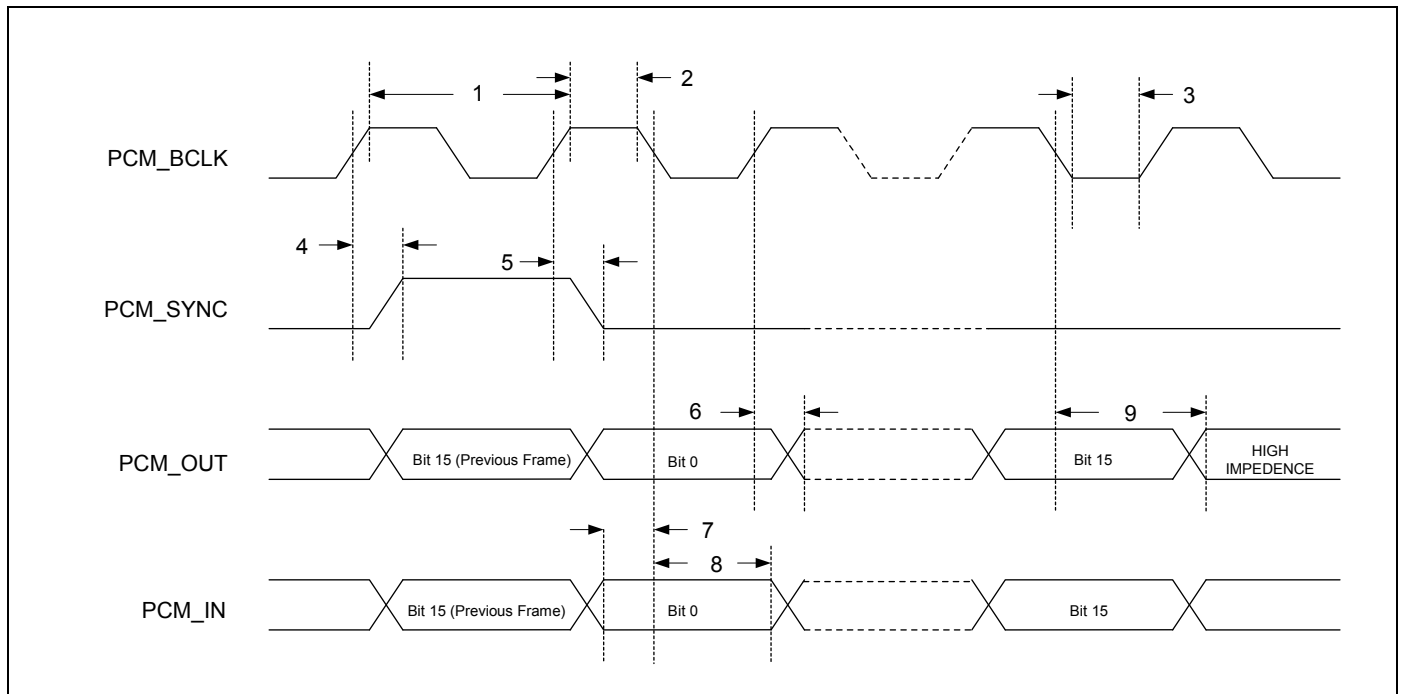 1
2
3
PCM_BCLK
4
5
PCM_SYNC
6
9
PCM_OUT
Bit 15 (Previous Frame)
Bit 0
Bit 15
HIGH
IMPEDENCE
7
8
PCM_IN
Bit 15 (Previous Frame)
Bit 0
Bit 15